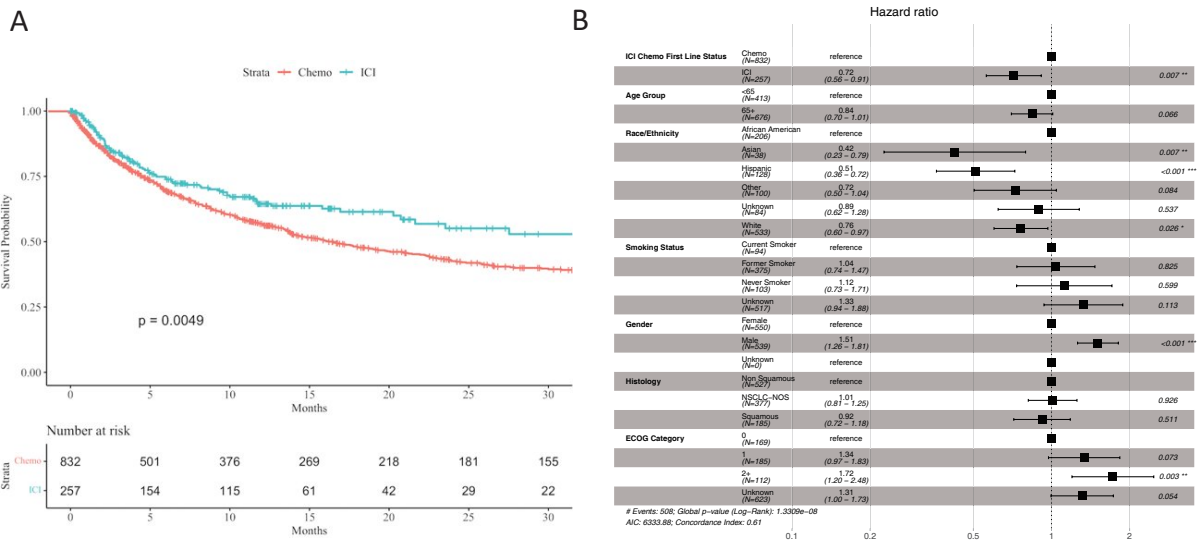 A
Strata Chemo ICI
Survival Probability
1.00
0.75
0.50
0.25
0.00
p = 0.0049
0 5 10 15 20 25 30
Months
Number at risk
Strata
Chemo 832 501 376 269 218 181 155
ICI 257 154 115 61 42 29 22
0 5 10 15 20 25 30
Months
B
Hazard ratio
ICI Chemo First Line Status Chemo reference
(N=832)
ICI 0.72
(N=257) (0.56 – 0.91) 0.007 **
Age Group <65 reference
(N=413)
65+ 0.84
(N=676) (0.70 – 1.01) 0.066
Race/Ethnicity African American reference
(N=206)
Asian 0.42
(N=38) (0.23 – 0.79) 0.007 **
Hispanic 0.51
(N=128) (0.36 – 0.72) <0.001 ***
Other 0.72
(N=100) (0.50 – 1.04) 0.084
Unknown 0.89
(N=84) (0.62 – 1.28) 0.537
White 0.76
(N=533) (0.60 – 0.97) 0.026 *
Smoking Status Current Smoker reference
(N=94)
Former Smoker 1.04
(N=375) (0.74 – 1.47) 0.825
Never Smoker 1.12
(N=103) (0.73 – 1.71) 0.599
Unknown 1.33
(N=517) (0.94 – 1.88) 0.113
Gender Female reference
(N=550)
Male 1.51
(N=539) (1.26 – 1.81) <0.001 ***
Unknown reference
(N=0)
Histology Non Squamous reference
(N=527)
NSCLC–NOS 1.01
(N=377) (0.81 – 1.25) 0.926
Squamous 0.92
(N=185) (0.72 – 1.18) 0.511
ECOG Category 0 reference
(N=169)
1 1.34
(N=185) (0.97 – 1.83) 0.073
2+ 1.72
(N=112) (1.20 – 2.48) 0.003 **
Unknown 1.31
(N=623) (1.00 – 1.73) 0.054
# Events: 508; Global p–value (Log–Rank): 1.3309e–08
AIC: 6333.88; Concordance Index: 0.61
0.1 0.2 0.5 1 2